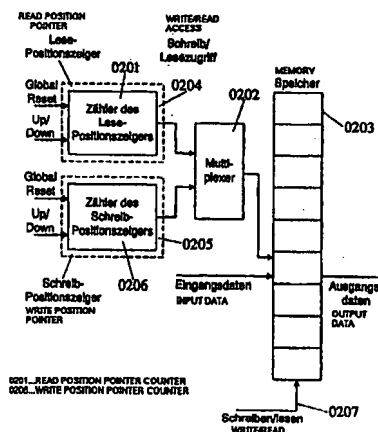 READ POSITION
POINTER
Lese-
Positionszeiger
WRITE/READ
ACCESS
Schreib/
Lesezugriff
0201
0204
0202
MEMORY
Speicher
0203
Global
Reset
Up/
Down
Zähler des
Lese-
Positionszeigers
Multi-
plexer
Global
Reset
Up/
Down
Zähler des
Schreib-
Positionszeigers
0205
0206
Schreib-
Positionszeiger
WRITE POSITION
POINTER
Eingangsdaten
INPUT DATA
Ausgangs
daten
OUTPUT
DATA
0201...READ POSITION POINTER COUNTER
0206...WRITE POSITION POINTER COUNTER
Schreiben/lesen
WRITE/READ
0207